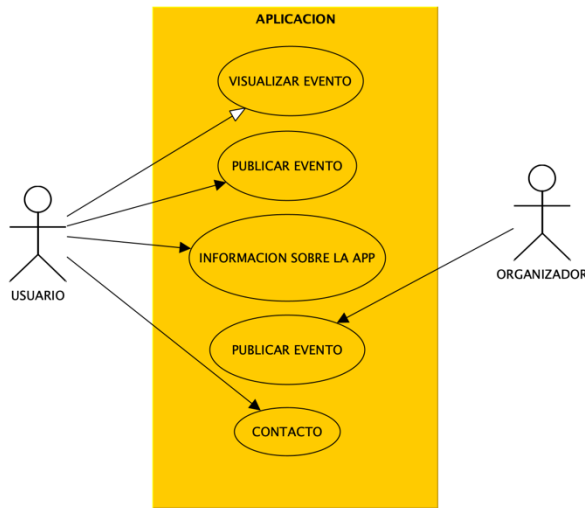 APLICACION
VISUALIZAR EVENTO
PUBLICAR EVENTO
INFORMACION SOBRE LA APP
USUARIO
ORGANIZADOR
PUBLICAR EVENTO
CONTACTO